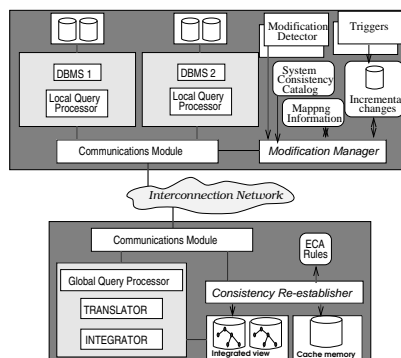 Modification
Detector
Triggers
DBMS 1
Local Query
Processor
DBMS 2
Local Query
Processor
System
Consistency
Catalog
Mappng
Information
Incremental
changes
Communications Module
Modification Manager
Interconnection Network
Communications Module
ECA
Rules
Global Query Processor
TRANSLATOR
INTEGRATOR
Consistency Re-establisher
Integrated view
Cache memory